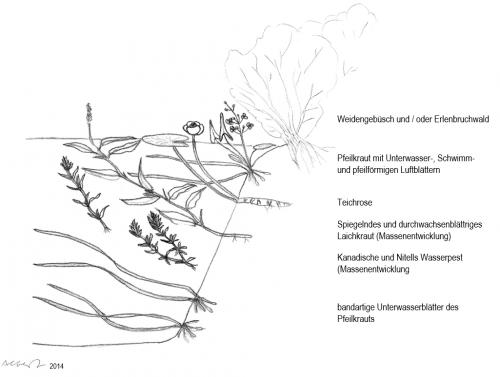 Weidengebüsch und / oder Erlenbruchwald
Pfeilkraut mit Unterwasser-, Schwimm-
und pfeilförmigen Luftblättern
Teichrose
Spiegelndes und durchwachsenblättriges
Laichkraut (Massenentwicklung)
Kanadische und Nitells Wasserpest
(Massenentwicklung
bandartige Unterwasserblätter des
Pfeilkrauts
2014